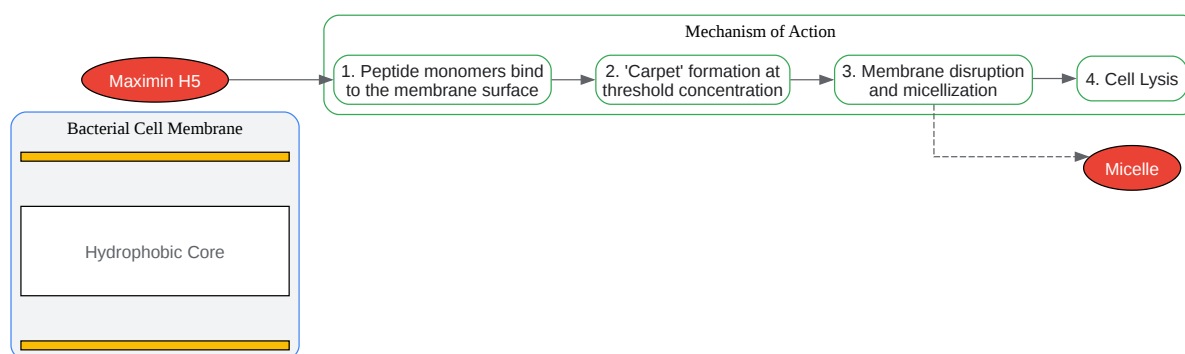 Mechanism of Action
Maximin H5
1. Peptide monomers bind
to the membrane surface
2. 'Carpet' formation at
threshold concentration
3. Membrane disruption
and micellization
4. Cell Lysis
Bacterial Cell Membrane
Micelle
Hydrophobic Core